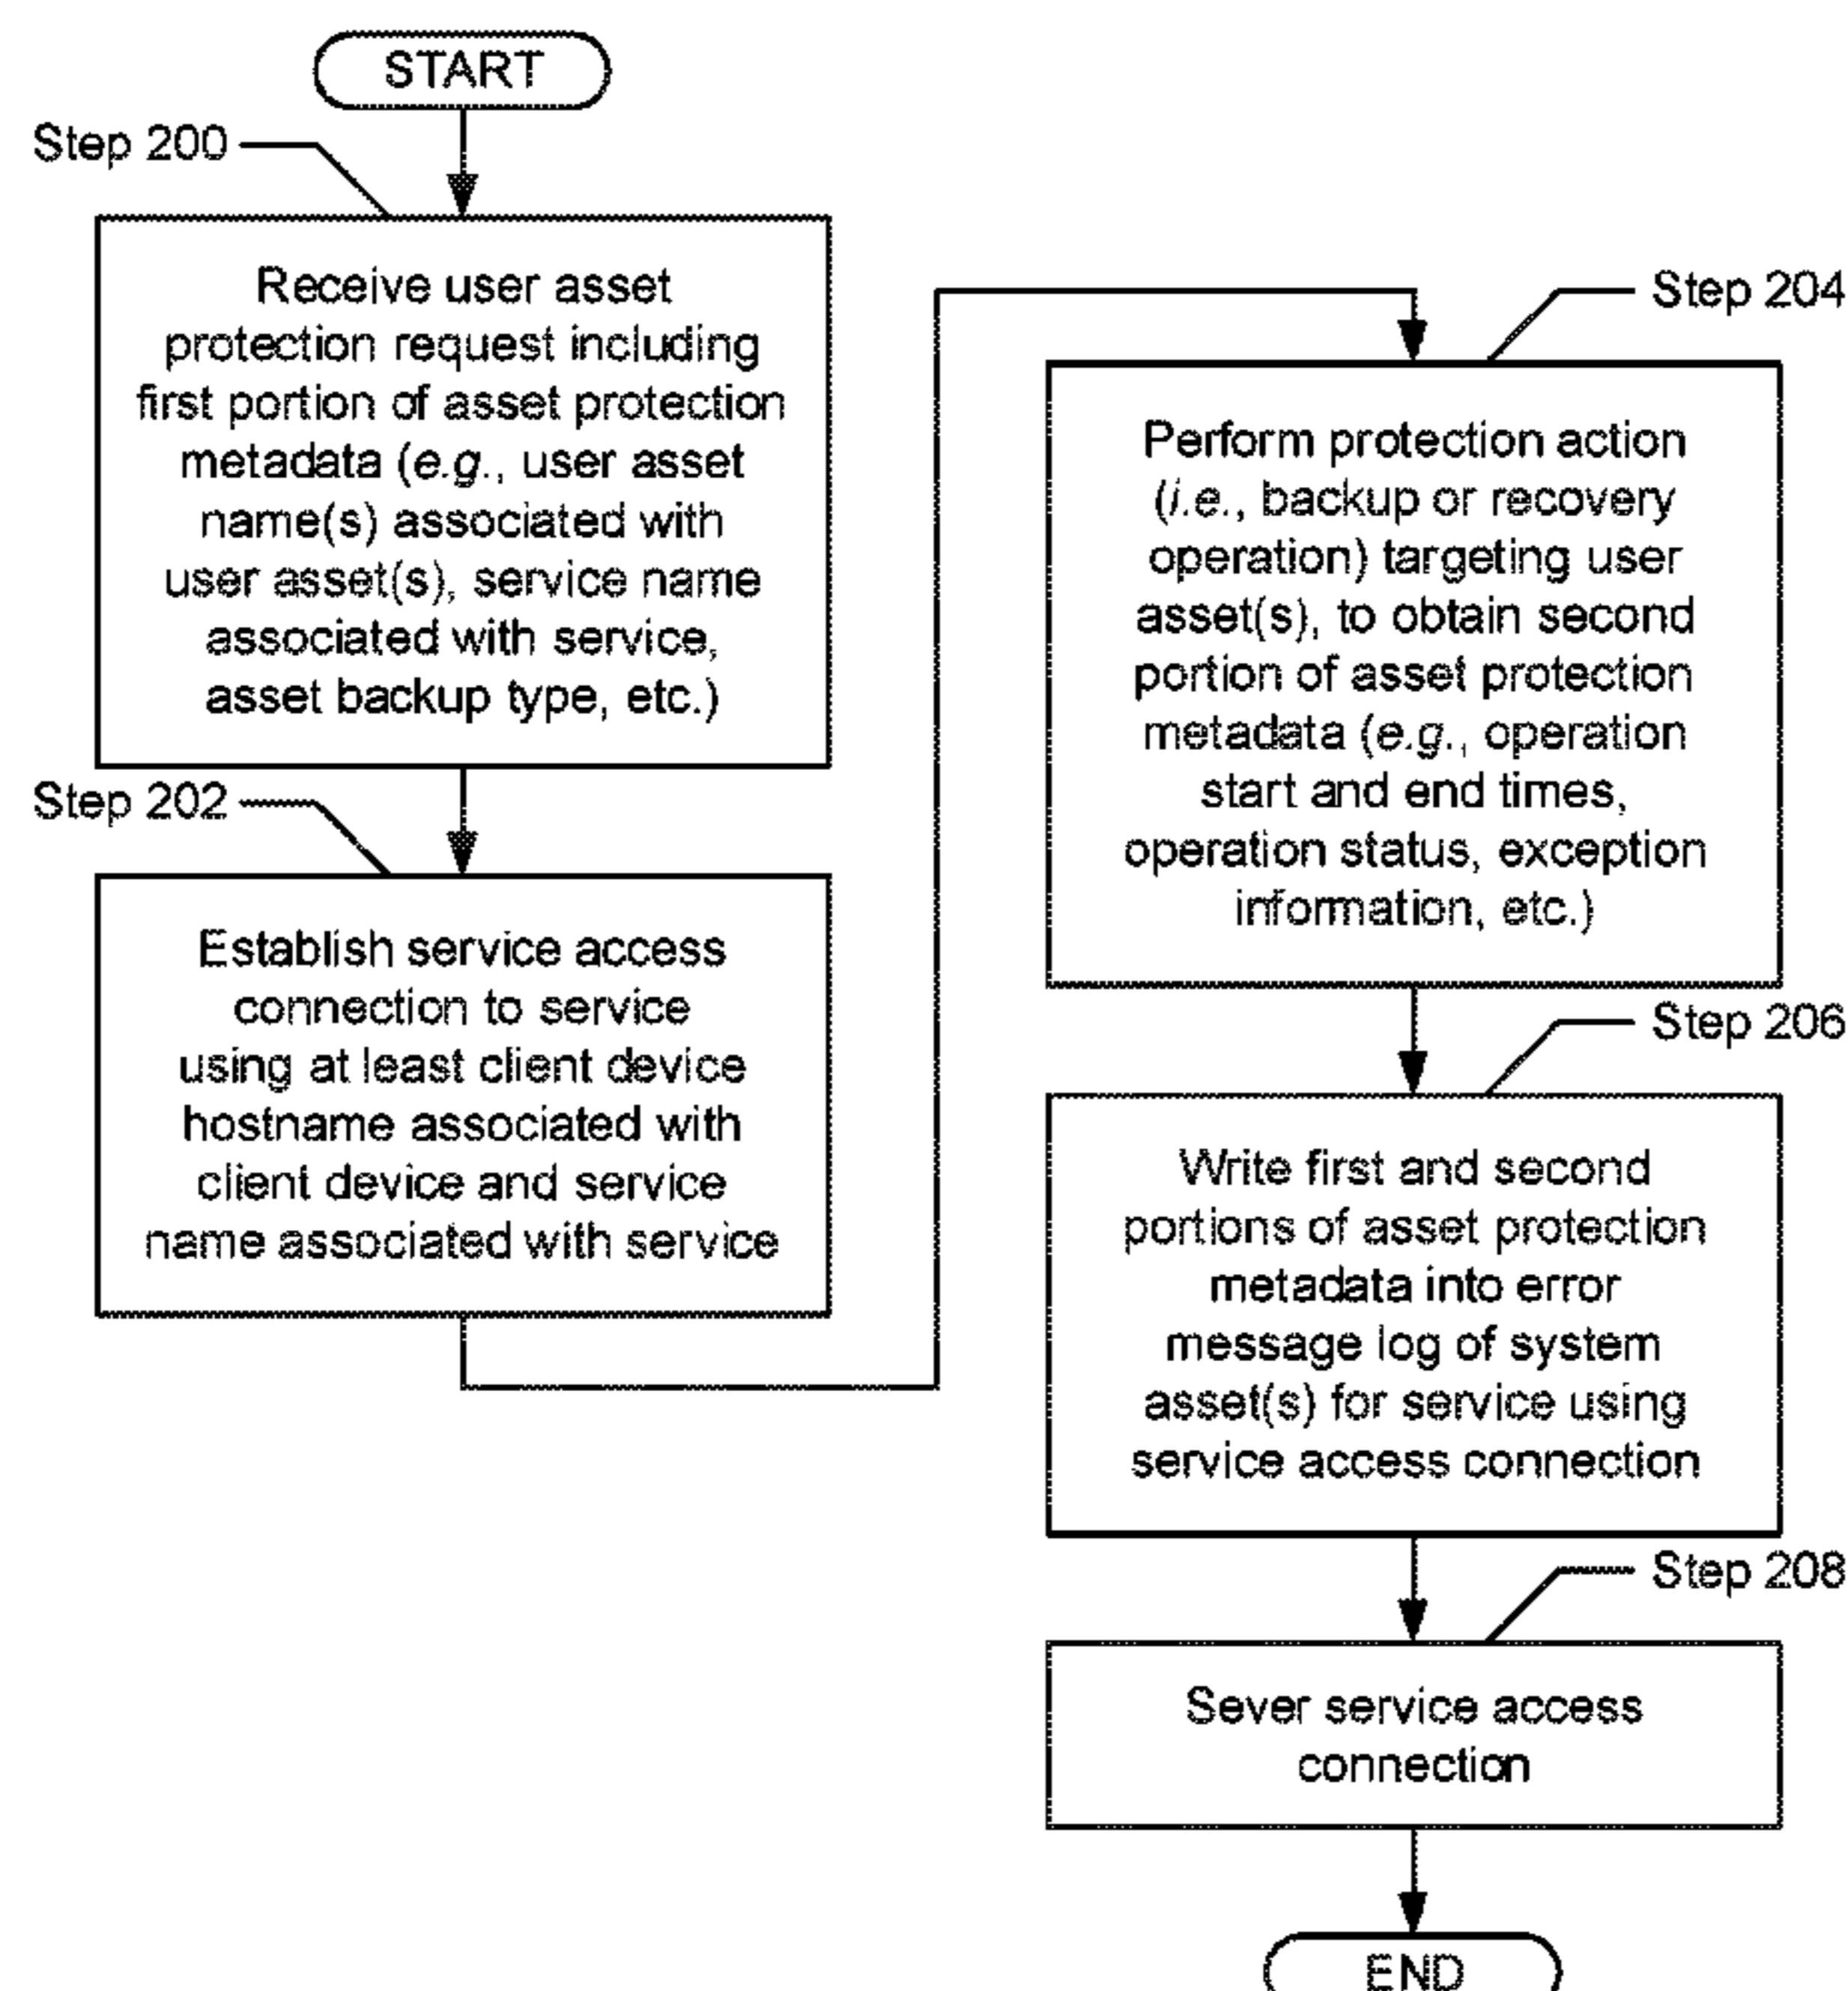 START
Step 200
Receive user asset
protection request including
first portion of asset protection
metadata (e.g., user asset
name(s) associated with
user asset(s), service name
associated with service,
asset backup type, etc.)
Step 202
Establish service access
connection to service
using at least client device
hostname associated with
client device and service
name associated with service
Step 204
Perform protection action
(i.e., backup or recovery
operation) targeting user
asset(s), to obtain second
portion of asset protection
metadata (e.g., operation
start and end times,
operation status, exception
information, etc.)
Step 206
Write first and second
portions of asset protection
metadata into error
message log of system
asset(s) for service using
service access connection
Step 208
Sever service access
connection
END